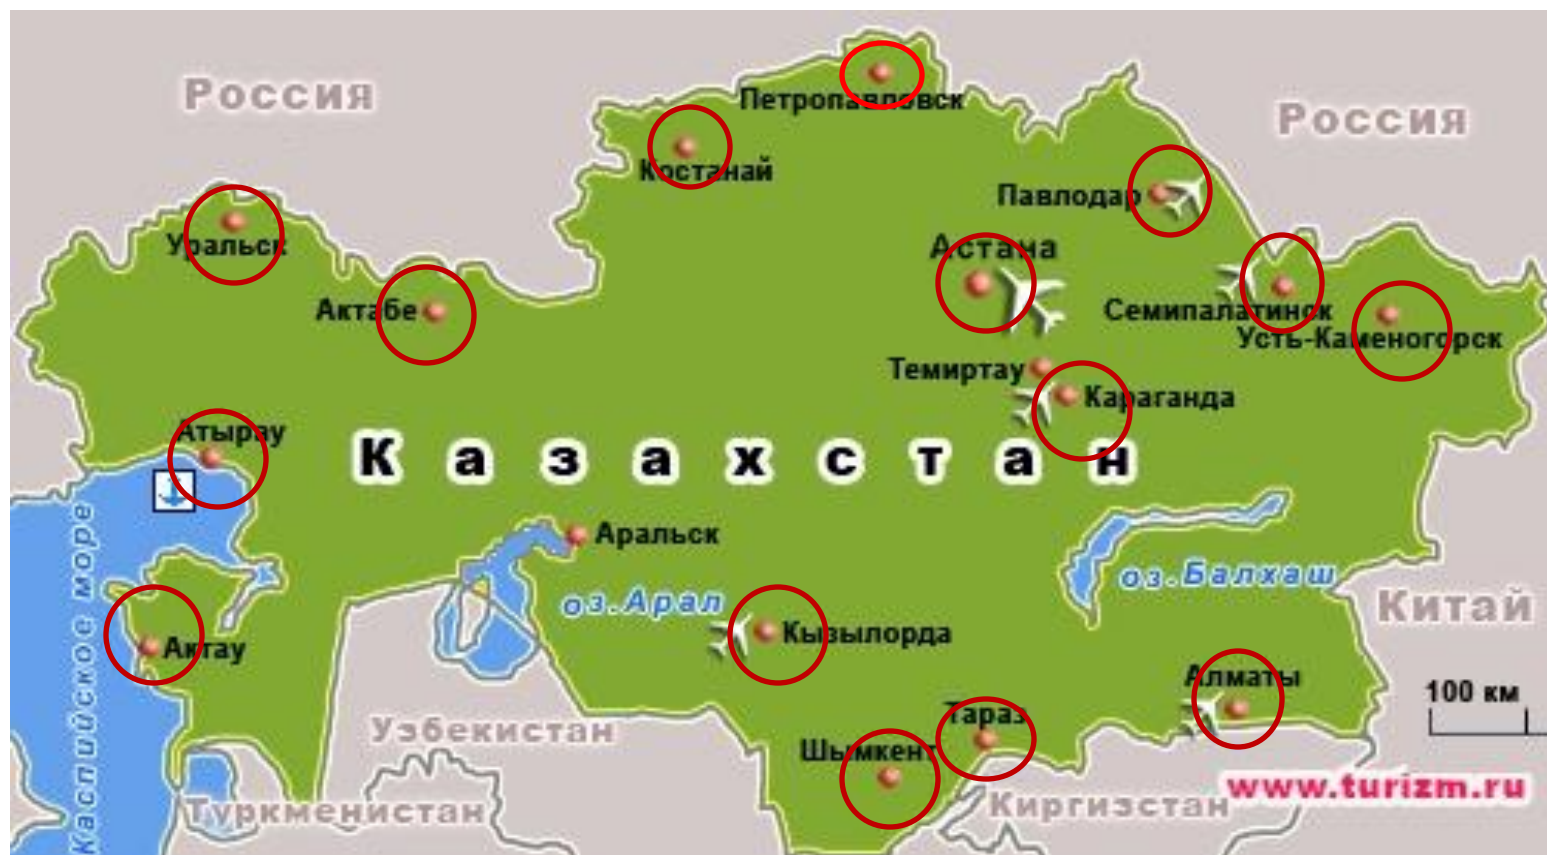 Россия
Россия
Петропавловск
Костанай
Павлодар
Уральск
Астана
Актабе
Семипалатинск
Усть-Каменогорск
Темиртау
Караганда
Атырау
Казахстан
Аральск
Каспийское море
оз.Балхаш
оз.Арал
Китай
Кызылорда
Актау
Алматы
100 км
Тараз
Узбекистан
Шымкент
www.turizm.ru
Туркменистан
Киргизстан